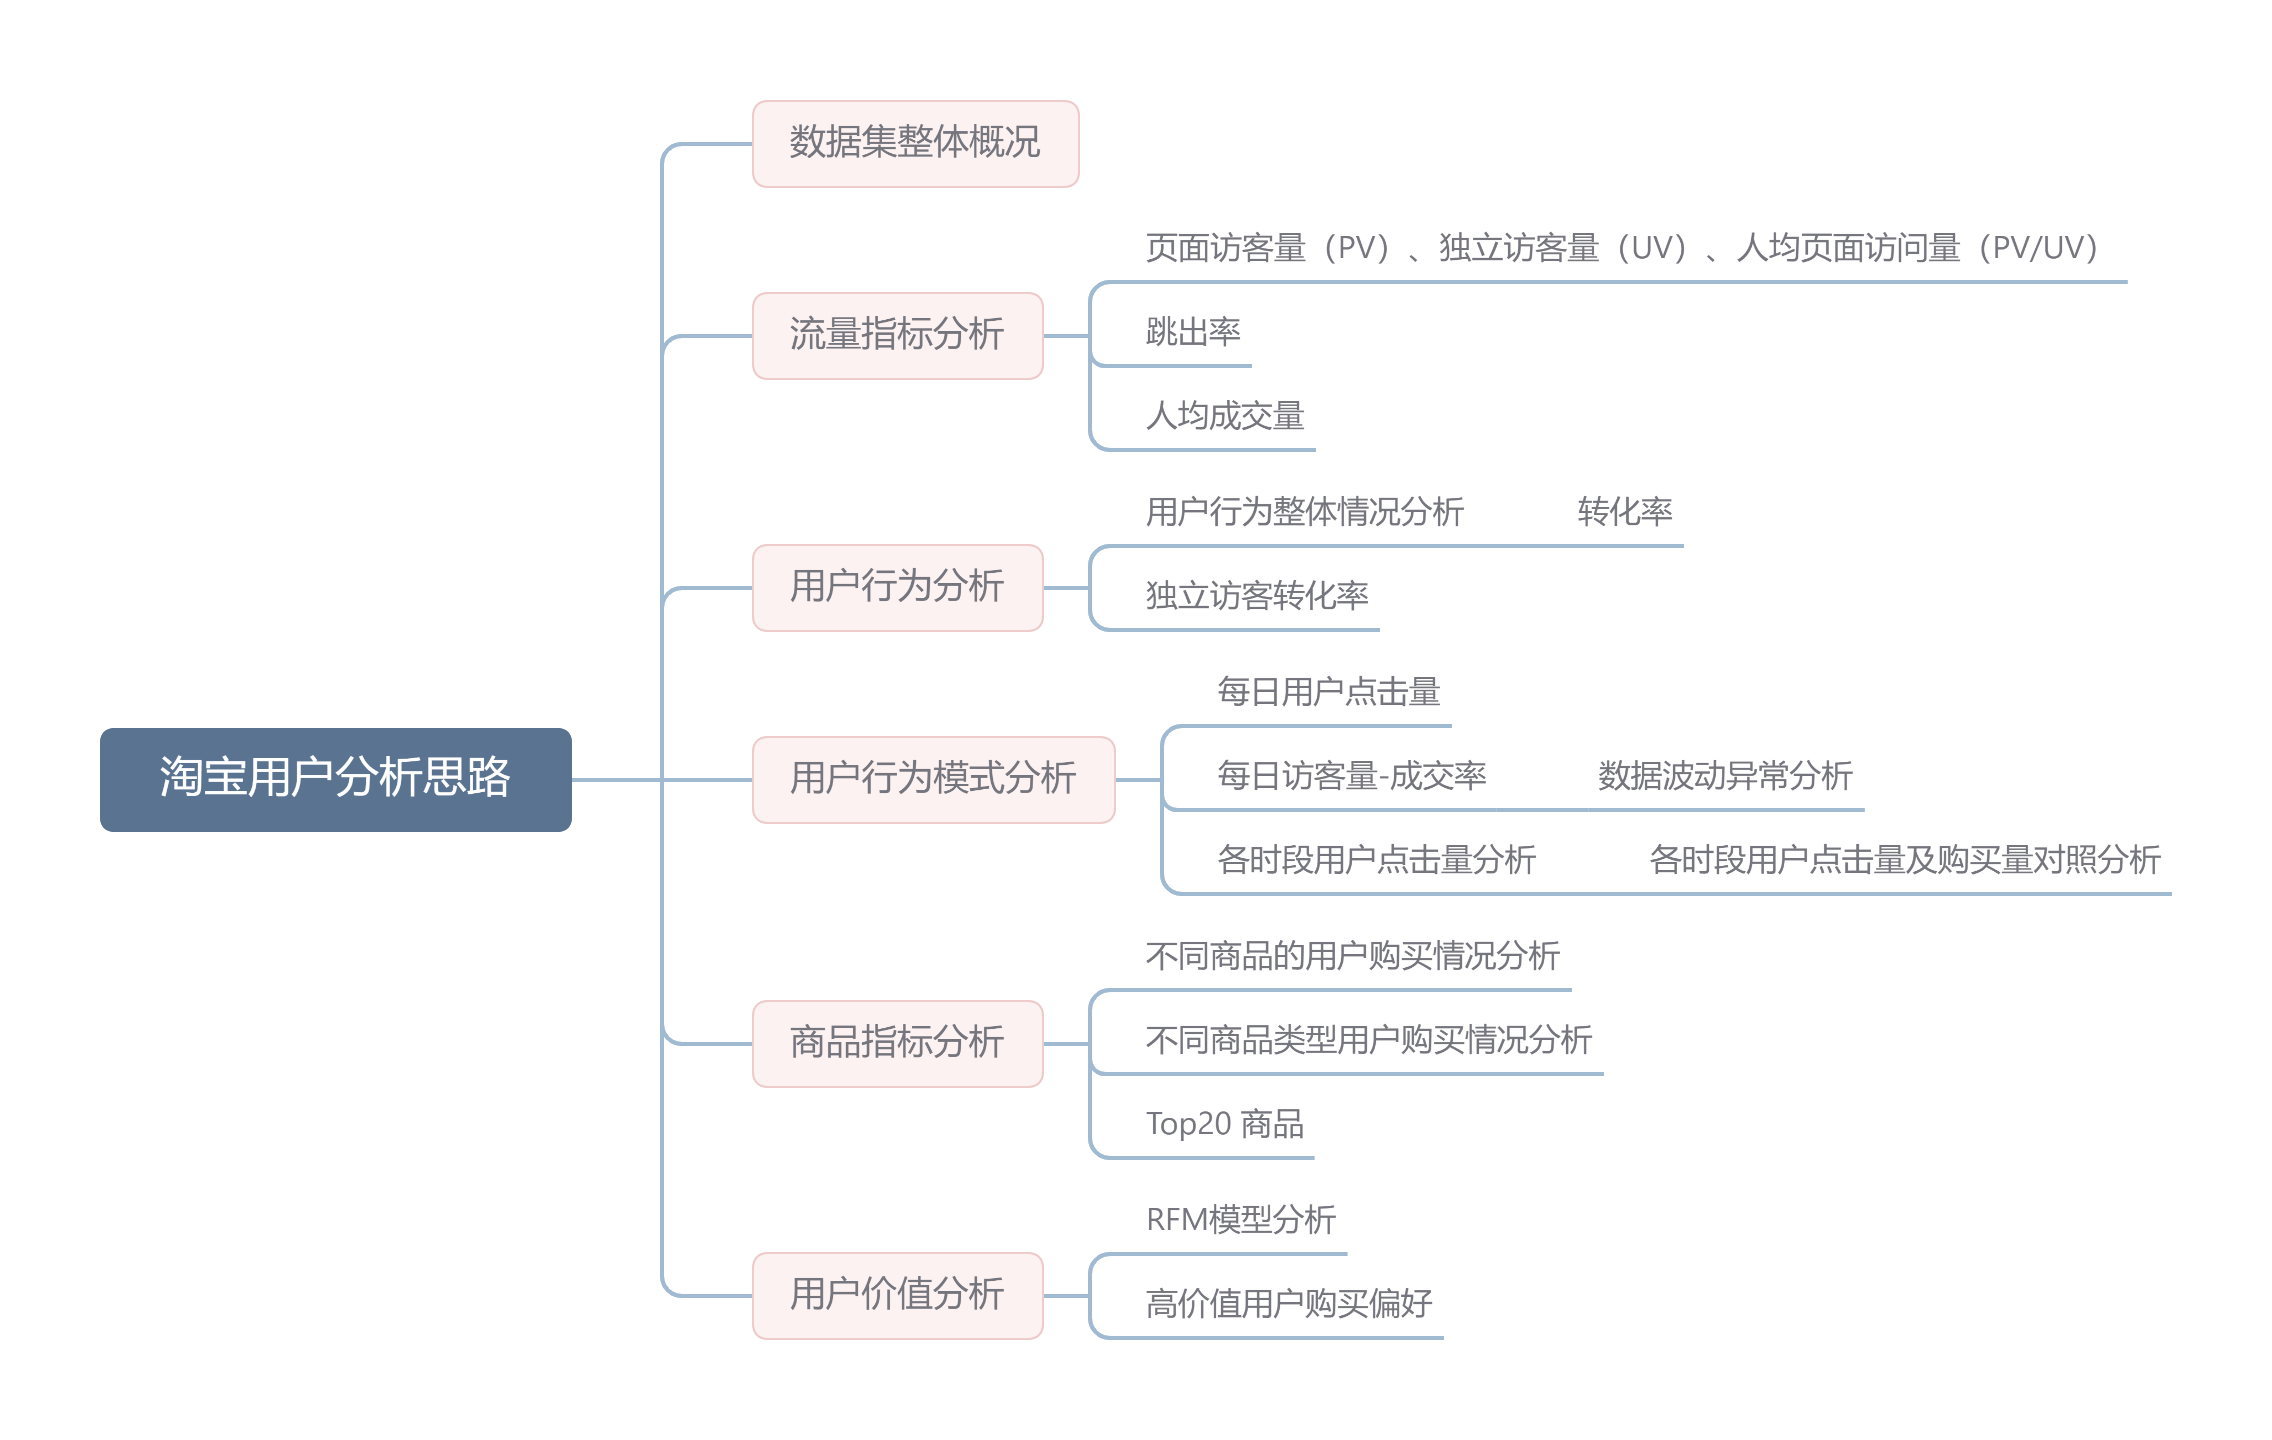 数据集整体概况
页面访客量（PV）、独立访客量（UV）、人均页面访问量（PV/UV）
流量指标分析
跳出率
人均成交量
用户行为整体情况分析 转化率
用户行为分析
独立访客转化率
每日用户点击量
淘宝用户分析思路
用户行为模式分析
每日访客量-成交率 数据波动异常分析
各时段用户点击量分析 各时段用户点击量及购买量对照分析
不同商品的用户购买情况分析
商品指标分析
不同商品类型用户购买情况分析
Top20 商品
RFM模型分析
用户价值分析
高价值用户购买偏好